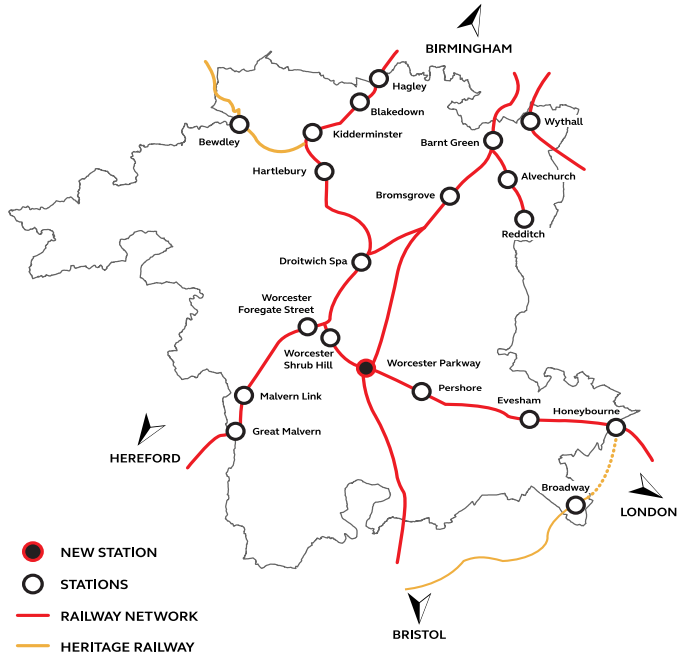 BIRMINGHAM
Hagley
Blakedown
Wythall
Bewdley
Kidderminster
Barnt Green
Hartlebury
Alvechurch
Bromsgrove
Redditch
Droitwich Spa
Worcester
Foregate Street
Worcester
Shrub Hill
Worcester Parkway
Pershore
Malvern Link
Evesham
Honeybourne
Great Malvern
HEREFORD
Broadway
LONDON
NEW STATION
STATIONS
RAILWAY NETWORK
BRISTOL
HERITAGE RAILWAY